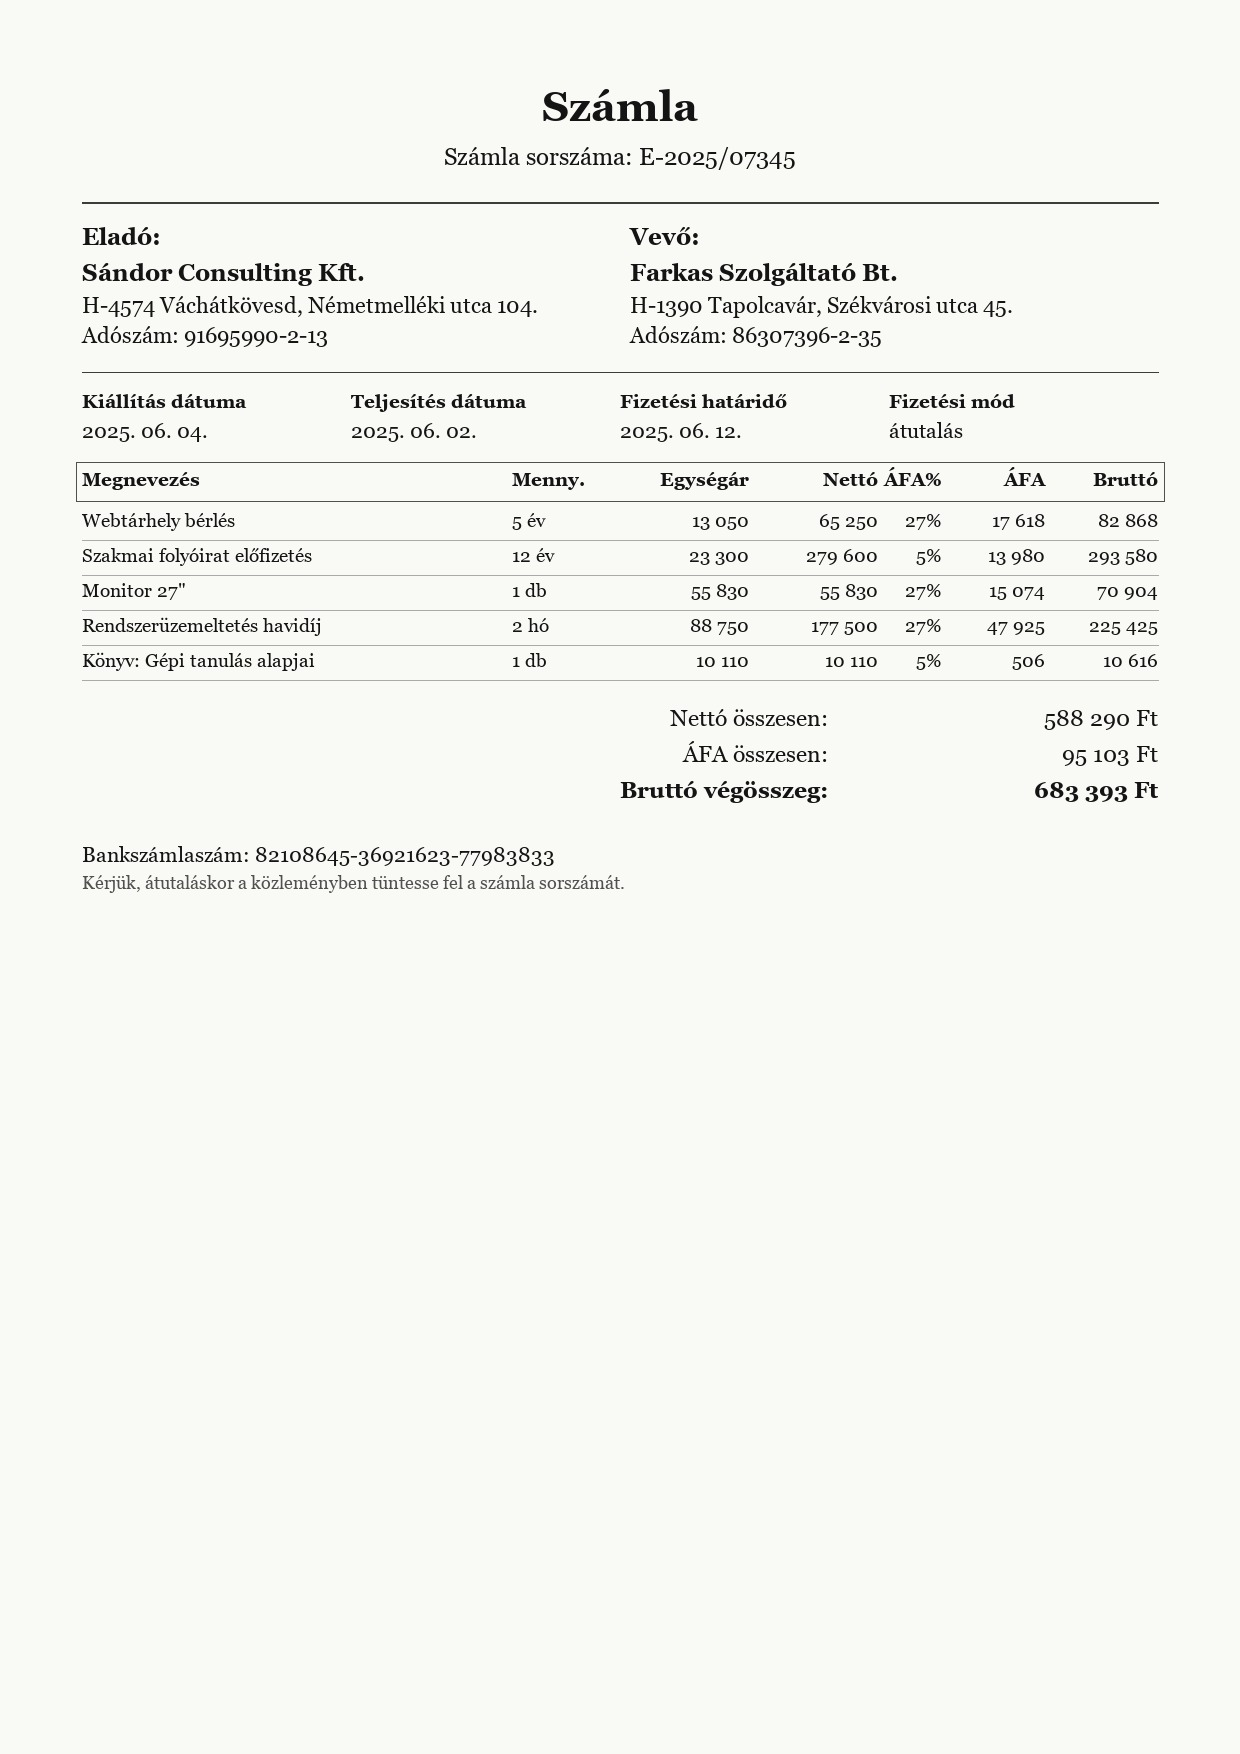 Számla
Számla sorszáma: E-2025/07345
Eladó:
Sándor Consulting Kft.
H-4574 Váchátkövesd, Németmelléki utca 104.
Adószám: 91695990-2-13
Vevő:
Farkas Szolgáltató Bt.
H-1390 Tapolcavár, Székvárosi utca 45.
Adószám: 86307396-2-35
Kiállítás dátuma Teljesítés dátuma Fizetési határidő Fizetési mód
2025. 06. 04. 2025. 06. 02. 2025. 06. 12. átutalás
Megnevezés Menny. Egységár Nettó ÁFA% ÁFA Bruttó
Webtárhely bérlés 5 év 13 050 65 250 27% 17 618 82 868
Szakmai folyóirat előfizetés 12 év 23 300 279 600 5% 13 980 293 580
Monitor 27" 1 db 55 830 55 830 27% 15 074 70 904
Rendszerüzemeltetés havidíj 2 hó 88 750 177 500 27% 47 925 225 425
Könyv: Gépi tanulás alapjai 1 db 10 110 10 110 5% 506 10 616
Nettó összesen: 588 290 Ft
ÁFA összesen: 95 103 Ft
Bruttó végösszeg: 683 393 Ft
Bankszámlaszám: 82108645-36921623-77983833
Kérjük, átutaláskor a közleményben tüntesse fel a számla sorszámát.